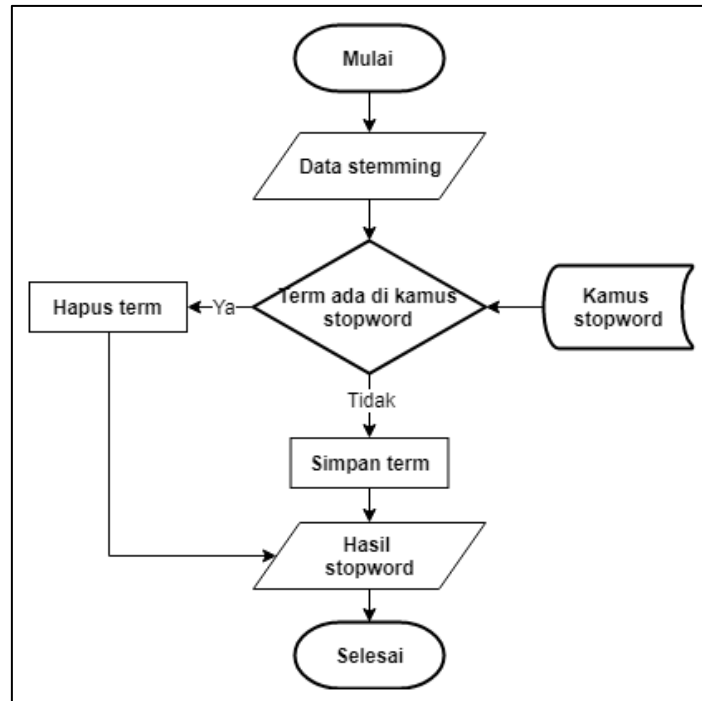 Mulai
Data stemming
Term ada di kamus
stopword
Kamus
stopword
Ya
Hapus term
Tidak
Simpan term
Hasil
stopword
Selesai